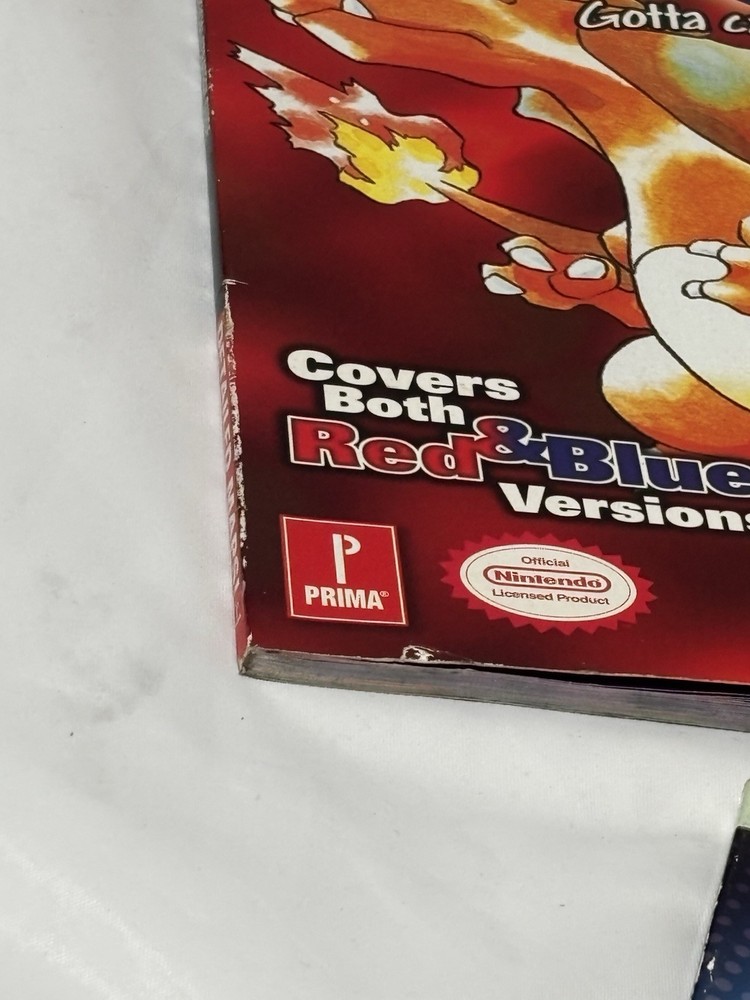 Gotta
Covers
Both
Red & Blue
Versions
P
PRIMA®
Official
Nintendo
Licensed Product